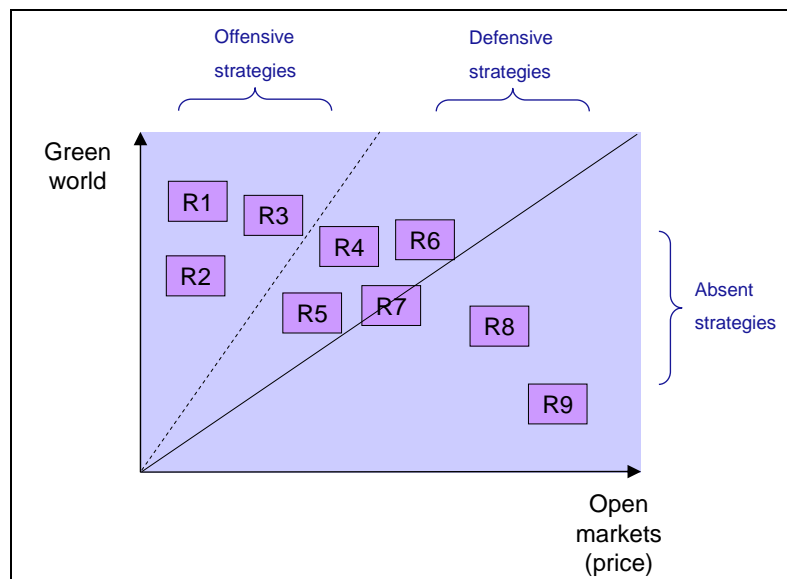 Offensive
strategies
Defensive
strategies
Green
world
R1
R3
R4
R6
R2
R5
R7
R8
R9
Absent
strategies
Open
markets
(price)